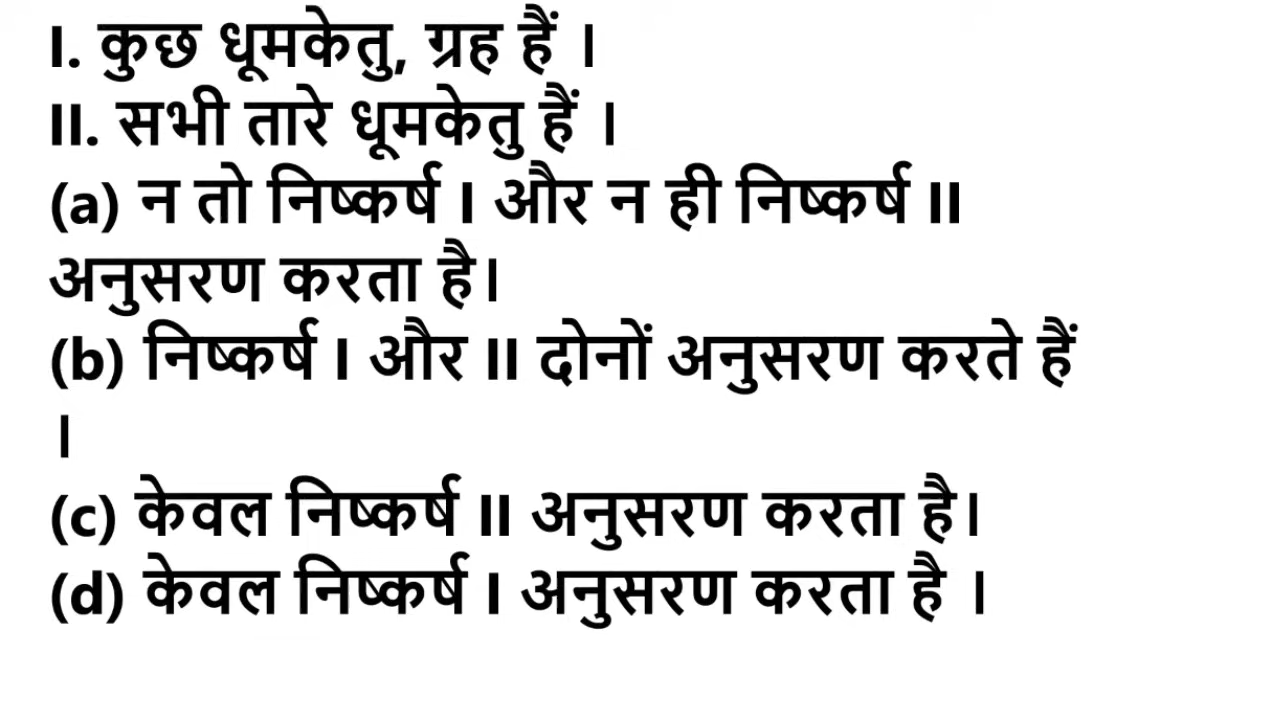 I. कुछ धूमकेतु, ग्रह हैं ।
II. सभी तारे धूमकेतु हैं ।
(a) न तो निष्कर्ष I और न ही निष्कर्ष II
अनुसरण करता है।
(b) निष्कर्ष I और II दोनों अनुसरण करते हैं
।
(c) केवल निष्कर्ष II अनुसरण करता है।
(d) केवल निष्कर्ष I अनुसरण करता है ।